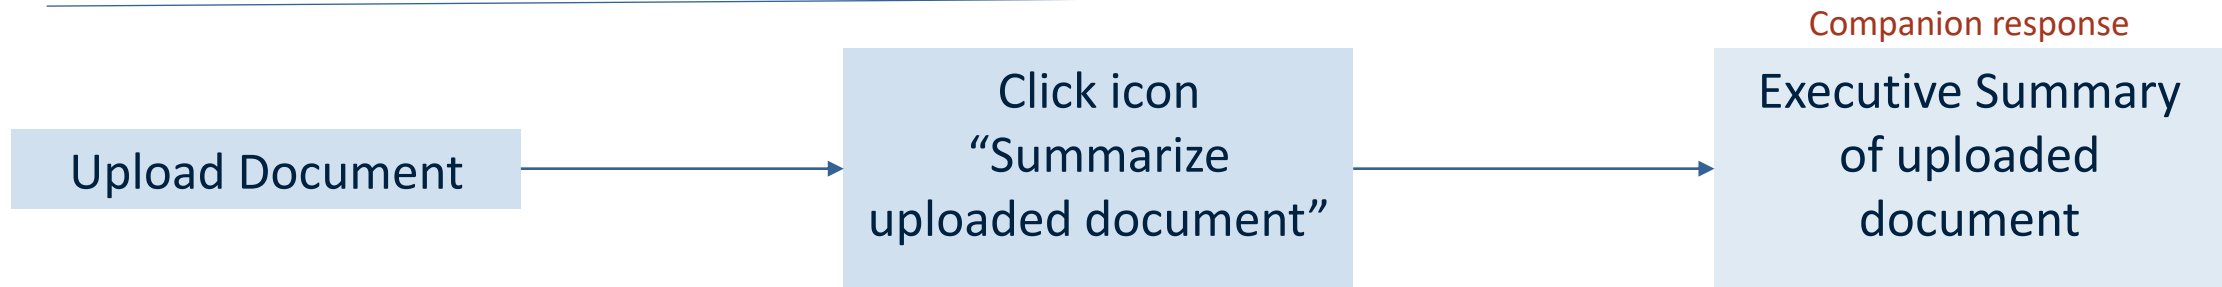 Companion response
Upload Document
Click icon
“Summarize
uploaded document”
Executive Summary
of uploaded
document